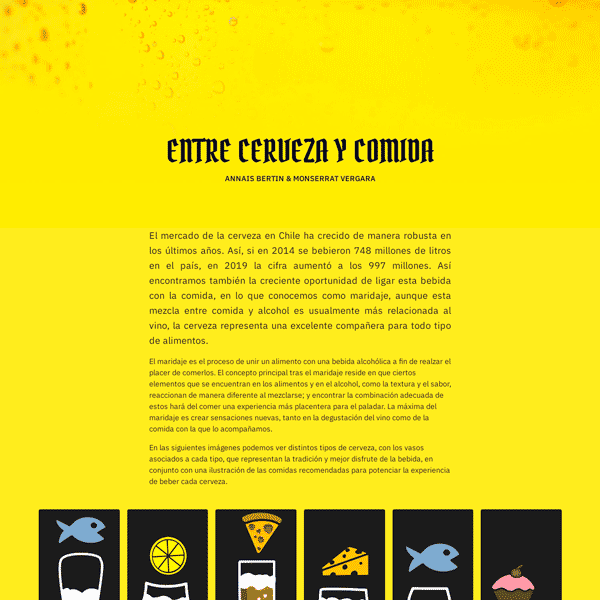 ENTRE CERVEZA Y COMIDA
ANNAIS BERTIN & MONSERRAT VERGARA
El mercado de la cerveza en Chile ha crecido de manera robusta en
los últimos años. Así, si en 2014 se bebieron 748 millones de litros
en el país, en 2019 la cifra aumentó a los 997 millones. Así
encontramos también la creciente oportunidad de ligar esta bebida
con la comida, en lo que conocemos como maridaje, aunque esta
mezcla entre comida y alcohol es usualmente más relacionada al
vino, la cerveza representa una excelente compañera para todo tipo
de alimentos.
El maridaje es el proceso de unir un alimento con una bebida alcohólica a fin de realzar el
placer de comerlos. El concepto principal tras el maridaje reside en que ciertos
elementos que se encuentran en los alimentos y en el alcohol, como la textura y el sabor,
reaccionan de manera diferente al mezclarse; y encontrar la combinación adecuada de
estos hará del comer una experiencia más placentera para el paladar. La máxima del
maridaje es crear sensaciones nuevas, tanto en la degustación del vino como de la
comida con la que lo acompañamos.
En las siguientes imágenes podemos ver distintos tipos de cerveza, con los vasos
asociados a cada tipo, que representan la tradición y mejor disfrute de la bebida, en
conjunto con una ilustración de las comidas recomendadas para potenciar la experiencia
de beber cada cerveza.